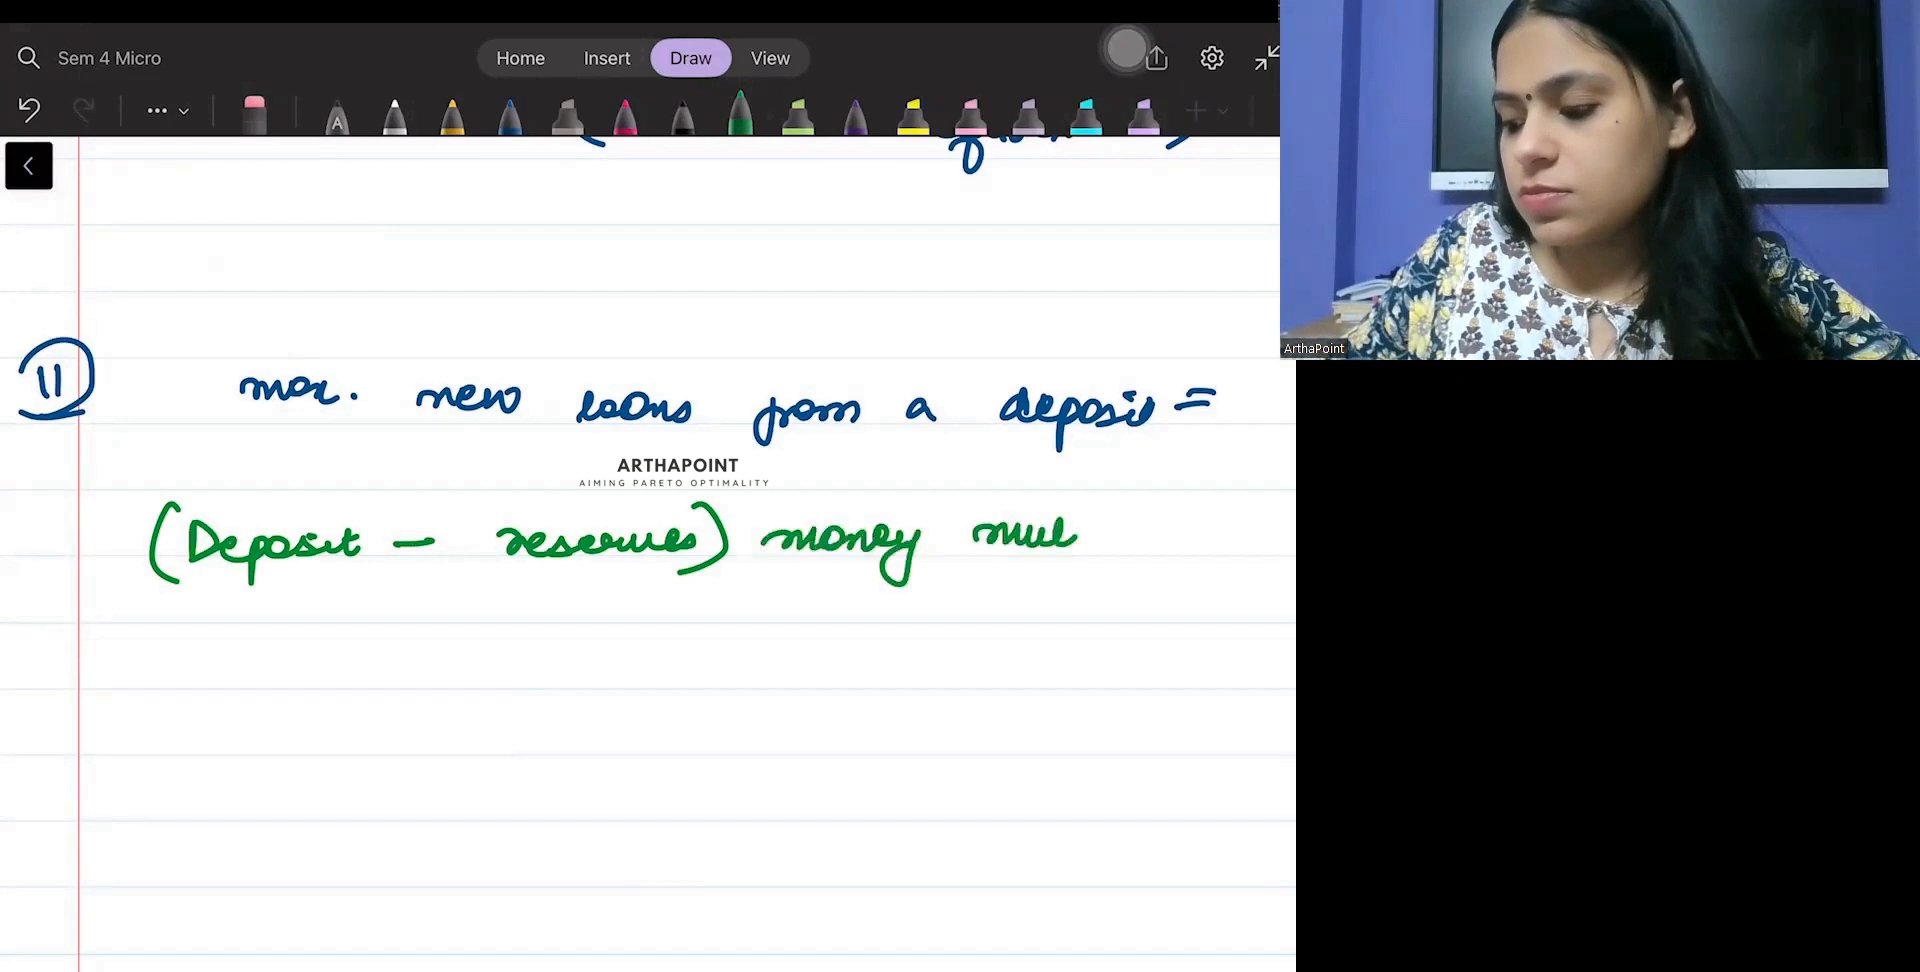 Sem 4 Micro
Home Insert Draw View
A
11 max. new loans from a deposit =
ARTHAPOINT
AIMING PARETO OPTIMALITY
(Deposit - reserves) money mul
ArthaPoint